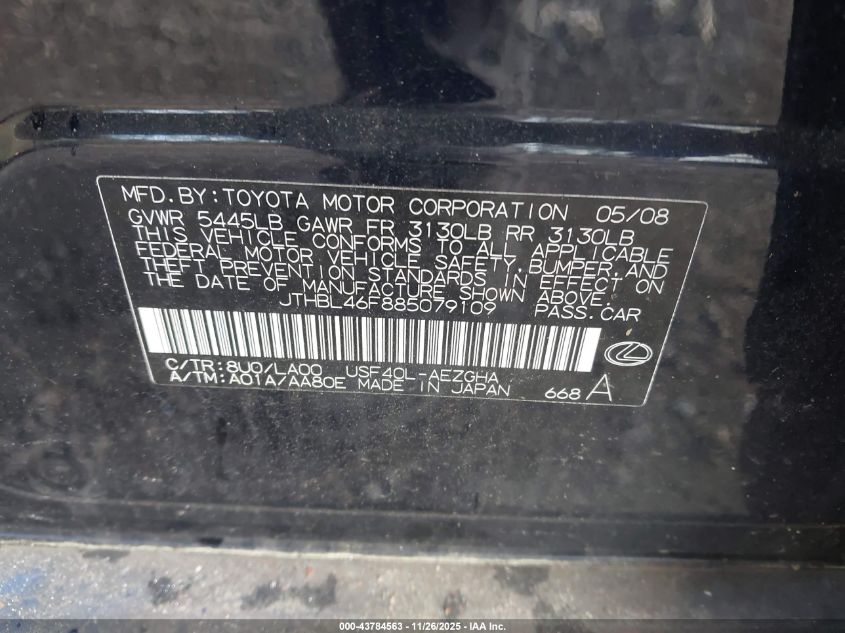 MFD.BY:TOYOTA MOTOR CORPORATION 05/08
GVWR 5445LB GAWR FR 3130LB RR 3130LB
THIS VEHICLE CONFORMS TO ALL APPLICABLE
FEDERAL MOTOR VEHICLE SAFETY,BUMPER,AND
THEFT PREVENTION STANDARDS IN EFFECT ON
THE DATE OF MANUFACTURE SHOWN ABOVE.
JTHBL46F885079109 PASS.CAR
C/TR:8U0/LA00 USF40L-AEZGHA
A/TM:A01A/AA80E MADE IN JAPAN 668 A
000-43784563 | 11/26/2025 - IAA Inc.